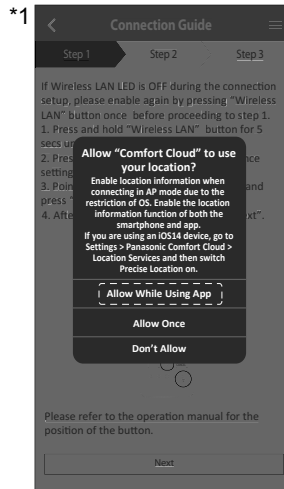 *1
Connection Guide
Step 1
Step 2
Step 3
If Wireless LAN LED is OFF during the connection
setup, please enable again by pressing “Wireless
LAN” button once before proceeding to step 1.
1. Press and hold “Wireless LAN” button for 5
secs
2. Pres
setting
3. Poin
and
press "
4. Afte
Allow “Comfort Cloud” to use
your location?
Enable location information when
connecting in AP mode due to the
restriction of OS. Enable the location
information function of both the
smartphone and app.
If you are using an iOS14 device, go to
Settings > Panasonic Comfort Cloud >
Location Services and then switch
Precise Location on.
Allow While Using App
Allow Once
Don’t Allow
Please refer to the operation manual for the
position of the button.
Next